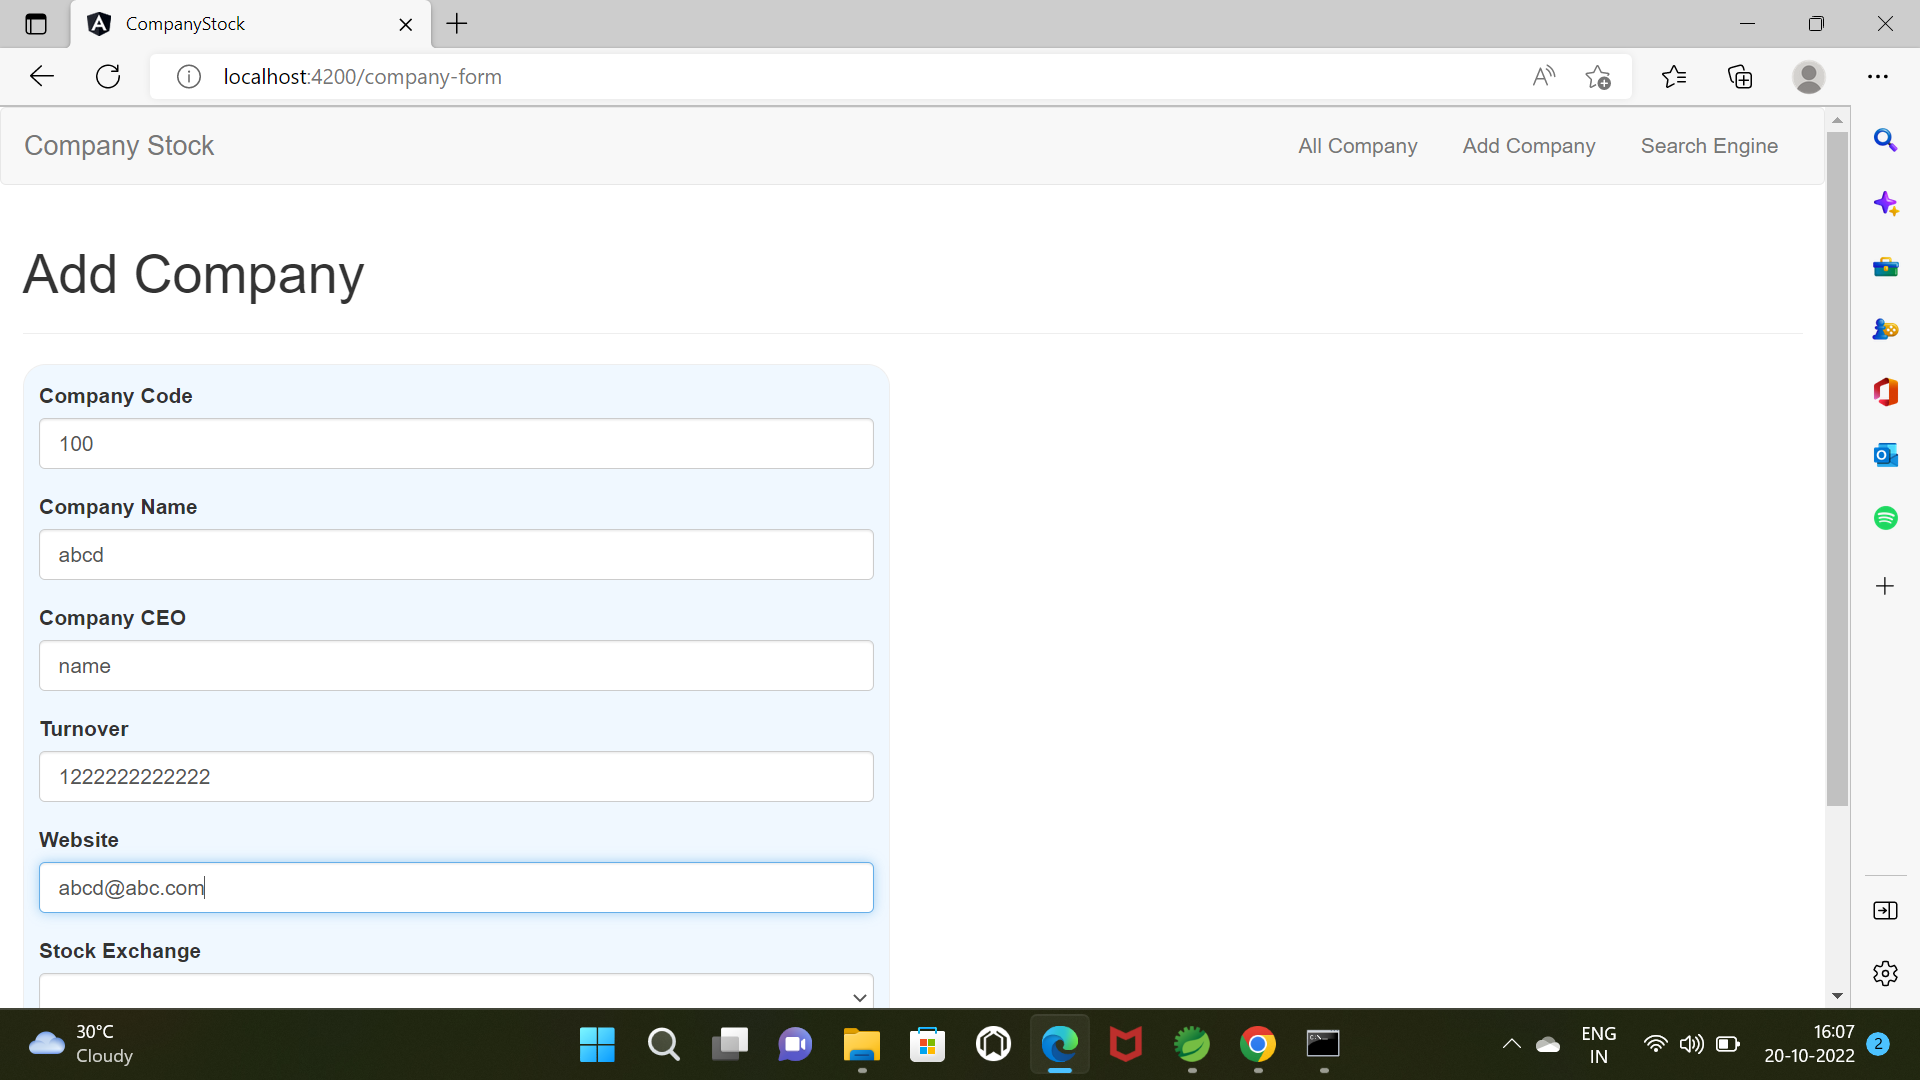 CompanyStock
localhost:4200/company-form
Company Stock
All Company
Add Company
Search Engine
Add Company
Company Code
100
Company Name
abcd
Company CEO
name
Turnover
1222222222222
Website
abcd@abc.com
Stock Exchange
30°C
Cloudy
ENG
IN
16:07
20-10-2022
2